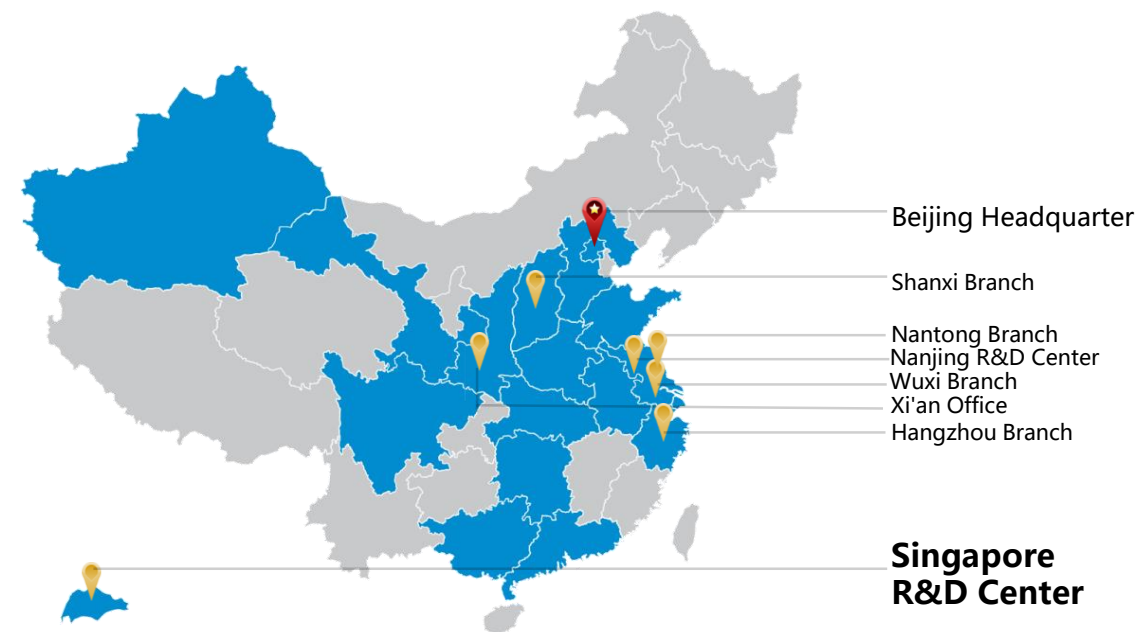 Beijing Headquarter
Shanxi Branch
Nantong Branch
Nanjing R&D Center
Wuxi Branch
Xi'an Office
Hangzhou Branch
Singapore
R&D Center